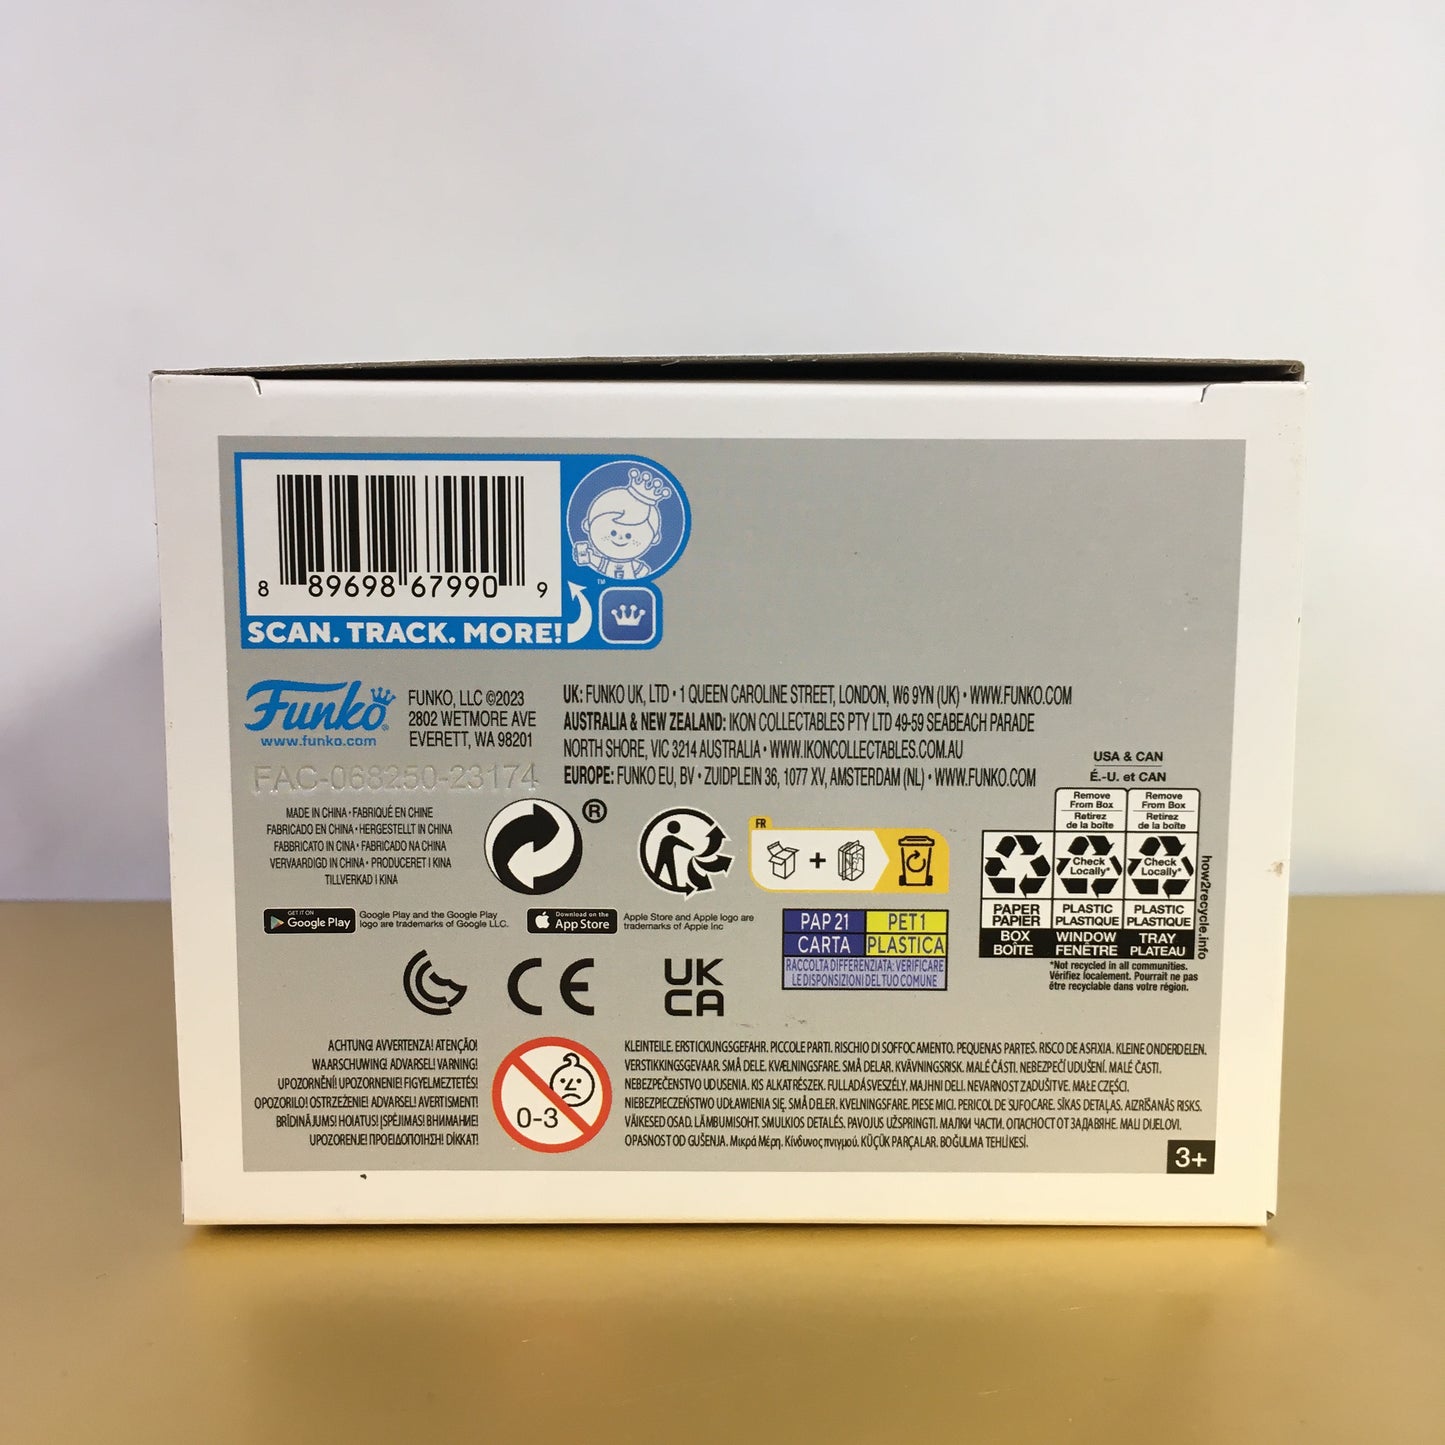 8 89698 67990 9
™
SCAN. TRACK. MORE!
Funko®
www.funko.com
FUNKO, LLC ©2023
2802 WETMORE AVE
EVERETT, WA 98201
UK: FUNKO UK, LTD • 1 QUEEN CAROLINE STREET, LONDON, W6 9YN (UK) • WWW.FUNKO.COM
AUSTRALIA & NEW ZEALAND: IKON COLLECTABLES PTY LTD 49-59 SEABEACH PARADE
NORTH SHORE, VIC 3214 AUSTRALIA • WWW.IKONCOLLECTABLES.COM.AU
EUROPE: FUNKO EU, BV • ZUIDPLEIN 36, 1077 XV, AMSTERDAM (NL) • WWW.FUNKO.COM
FAC-068250-23174
MADE IN CHINA • FABRIQUÉ EN CHINE
FABRICADO EN CHINA • HERGESTELLT IN CHINA
FABBRICATO IN CINA • FABRICADO NA CHINA
VERVAARDIGD IN CHINA • PRODUCERET I KINA
TILLVERKAD I KINA
®
FR
+
USA & CAN
É.-U. et CAN
Remove
From Box
Retirez
de la boîte
Remove
From Box
Retirez
de la boîte
Check
Locally*
Check
Locally*
PAPER
PAPIER
PLASTIC
PLASTIQUE
PLASTIC
PLASTIQUE
BOX
BOÎTE
WINDOW
FENÊTRE
TRAY
PLATEAU
how2recycle.info
*Not recycled in all communities.
Vérifiez localement. Pourrait ne pas
être recyclable dans votre région.
GET IT ON
Google Play
Google Play and the Google Play
logo are trademarks of Google LLC.
Download on the
App Store
Apple Store and Apple logo are
trademarks of Apple Inc
PAP 21
PET 1
CARTA
PLASTICA
RACCOLTA DIFFERENZIATA: VERIFICARE
LE DISPOSIZIONI DEL TUO COMUNE
CE
UK
CA
ACHTUNG! AVVERTENZA! ATENÇÃO!
WAARSCHUWING! ADVARSEL! VARNING!
UPOZORNĚNÍ! UPOZORNENIE! FIGYELMEZTETÉS!
OPOZORILO! OSTRZEŻENIE! ADVARSEL! AVERTISMENT!
BRĪDINĀJUMS! HOIATUS! ĮSPĖJIMAS! ВНИМАНИЕ!
UPOZORENJE! ΠΡΟΕΙΔΟΠΟΙΗΣΗ! DİKKAT!
0-3
KLEINTEILE. ERSTICKUNGSGEFAHR. PICCOLE PARTI. RISCHIO DI SOFFOCAMENTO. PEQUENAS PARTES. RISCO DE ASFIXIA. KLEINE ONDERDELEN.
VERSTIKKINGSGEVAAR. SMÅ DELE. KVÆLNINGSFARE. SMÅ DELAR. KVÄVNINGSRISK. MALÉ ČÁSTI. NEBEZPEČÍ UDUŠENÍ. MALÉ ČASTI.
NEBEZPEČENSTVO UDUSENIA. KIS ALKATRÉSZEK. FULLADÁSVESZÉLY. MAJHNI DELI. NEVARNOST ZADUŠITVE. MAŁE CZĘŚCI.
NIEBEZPIECZEŃSTWO UDŁAWIENIA SIĘ. SMÅ DELER. KVELNINGSFARE. PIESE MICI. PERICOL DE SUFOCARE. SĪKAS DETAĻAS. AIZRĪŠANĀS RISKS.
VÄIKESED OSAD. LÄMBUMISOHT. SMULKIOS DETALĖS. PAVOJUS UŽSPRINGTI. МАЛКИ ЧАСТИ. ОПАСНОСТ ОТ ЗАДАВЯНЕ. MALI DIJELOVI.
OPASNOST OD GUŠENJA. Μικρά Μέρη. Κίνδυνος πνιγμού. KÜÇÜK PARÇALAR. BOĞULMA TEHLİKESİ.
3+